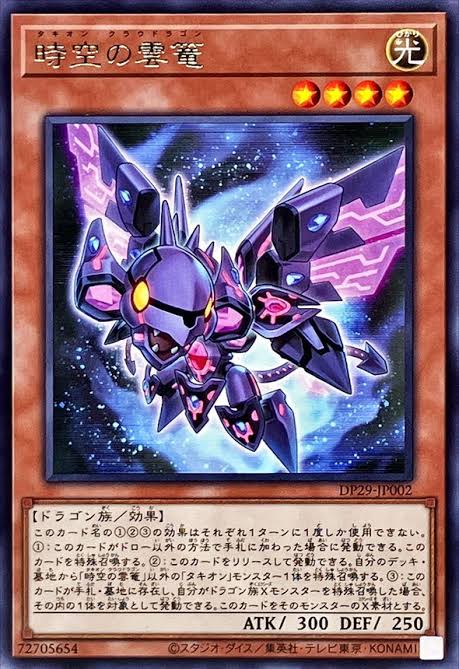 タキオン クラウドラゴン
時空の雲篭
ひかり
光
DP29-JP002
【ドラゴン族／効果】
このカード名の①②③の効果はそれぞれ１ターンに１度しか使用できない。
①：このカードがドロー以外の方法で手札に加わった場合に発動できる。この
カードを特殊召喚する。②：このカードをリリースして発動できる。自分のデッキ・
墓地から「時空の雲篭」以外の「タキオン」モンスター１体を特殊召喚する。③：この
カードが手札・墓地に存在し、自分がドラゴン族Ｘモンスターを特殊召喚した場合、
その内の１体を対象として発動できる。このカードをそのモンスターのＸ素材とする。
ATK/ 300 DEF/ 250
72705654
©スタジオ・ダイス／集英社・テレビ東京・KONAMI